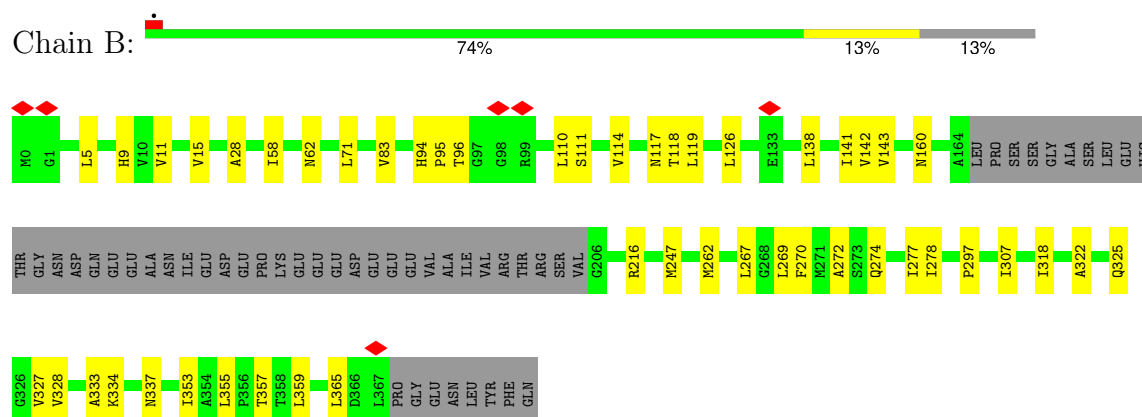 Chain B:
74% 13% 13%
M0 G1 L5 H9 V10 V11 V15 A28 I58 N62 L71 V83 H94 P95 T96 G97 G98 R99 L110 S111 V114 N117 T118 L119 L126 E133 L138 I141 V142 V143 N160 A164 LEU PRO SER SER GLY ALA SER LEU GLU HIS
THR GLY ASN ASP GLN GLU GLU ALA ASN ILE GLU ASP GLU PRO LYS GLU GLU GLU ASP GLU GLU GLU VAL ALA ILE VAL ARG THR ARG SER VAL G206 R216 M247 M262 L267 G268 L269 F270 M271 A272 S273 Q274 I277 I278 P297 I307 I318 A322 Q325
G326 V327 V328 A333 K334 N337 I353 A354 L355 P356 T357 T358 L359 L365 D366 L367 PRO GLY GLU ASN LEU TYR PHE GLN